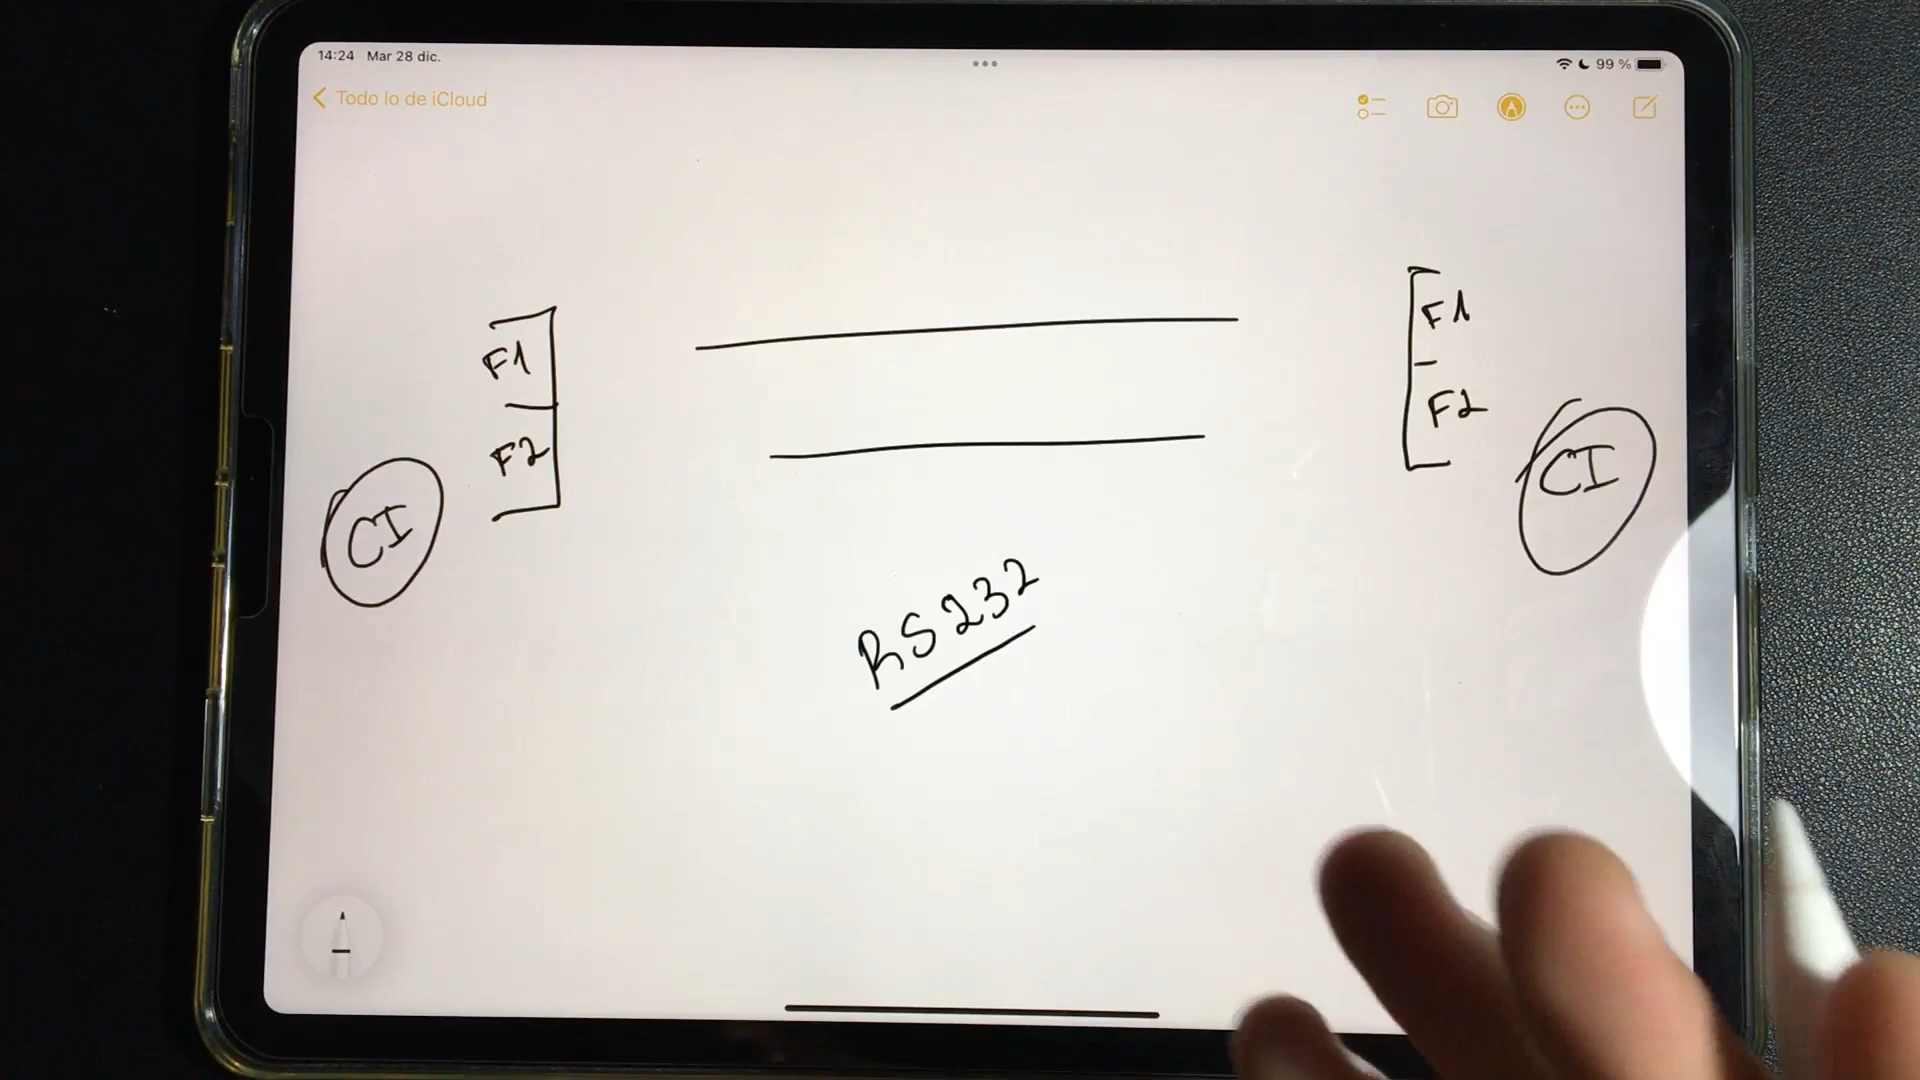 14:24 Mar 28 dic.
99 %
Todo lo de iCloud
F1
F2
CI
F1
F2
CI
RS232